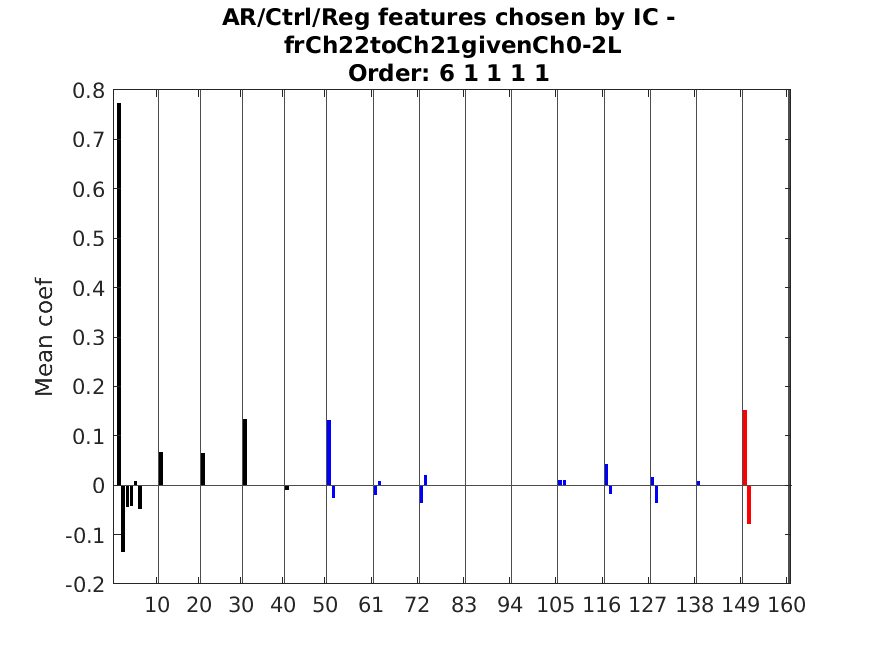 AR/Ctrl/Reg features chosen by IC -
frCh22toCh21givenCh0-2L
Order: 6 1 1 1 1
0.8
0.7
0.6
0.5
0.4
0.3
0.2
0.1
0
-0.1
-0.2
Mean coef
10 20 30 40 50 61 72 83 94 105 116 127 138 149 160